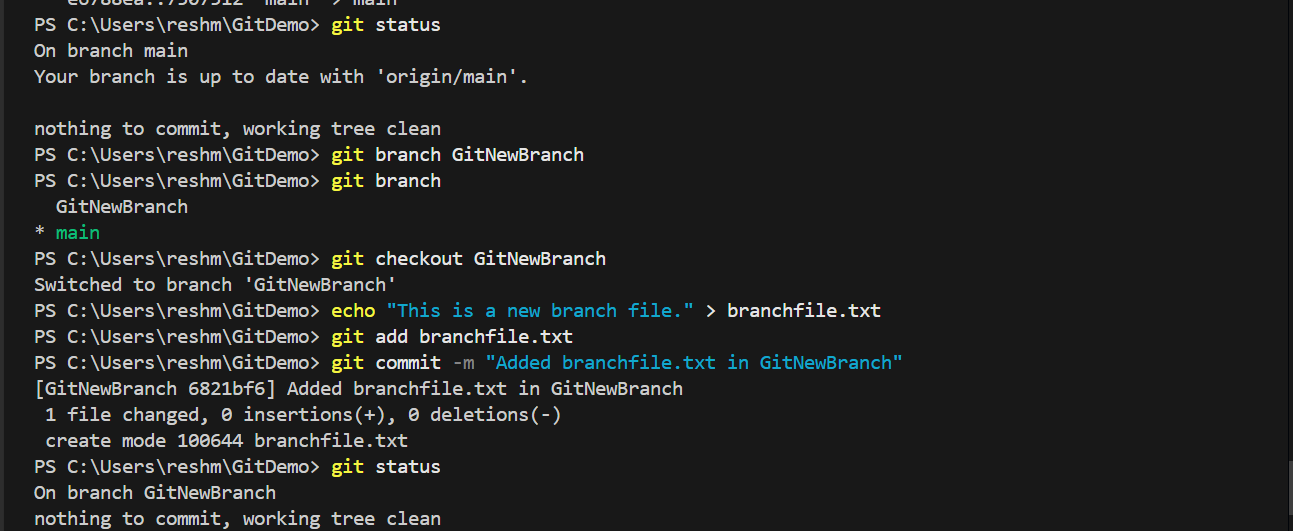 PS C:\Users\reshm\GitDemo> git status
On branch main
Your branch is up to date with 'origin/main'.
nothing to commit, working tree clean
PS C:\Users\reshm\GitDemo> git branch GitNewBranch
PS C:\Users\reshm\GitDemo> git branch
  GitNewBranch
* main
PS C:\Users\reshm\GitDemo> git checkout GitNewBranch
Switched to branch 'GitNewBranch'
PS C:\Users\reshm\GitDemo> echo "This is a new branch file." > branchfile.txt
PS C:\Users\reshm\GitDemo> git add branchfile.txt
PS C:\Users\reshm\GitDemo> git commit -m "Added branchfile.txt in GitNewBranch"
[GitNewBranch 6821bf6] Added branchfile.txt in GitNewBranch
 1 file changed, 0 insertions(+), 0 deletions(-)
 create mode 100644 branchfile.txt
PS C:\Users\reshm\GitDemo> git status
On branch GitNewBranch
nothing to commit, working tree clean